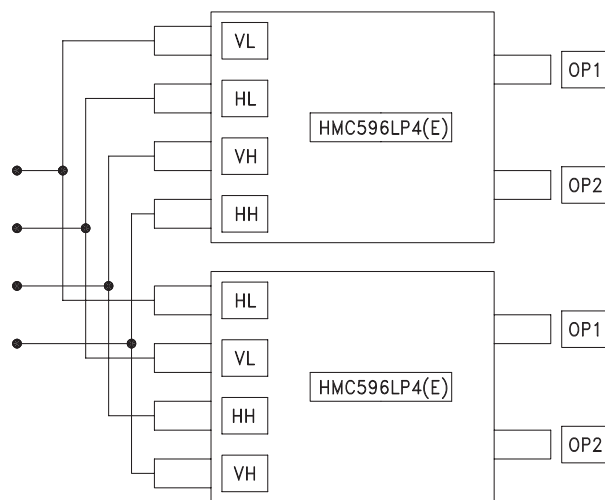 VL
OP1
HL
HMC596LP4(E)
VH
OP2
HH
HL
OP1
VL
HMC596LP4(E)
HH
OP2
VH